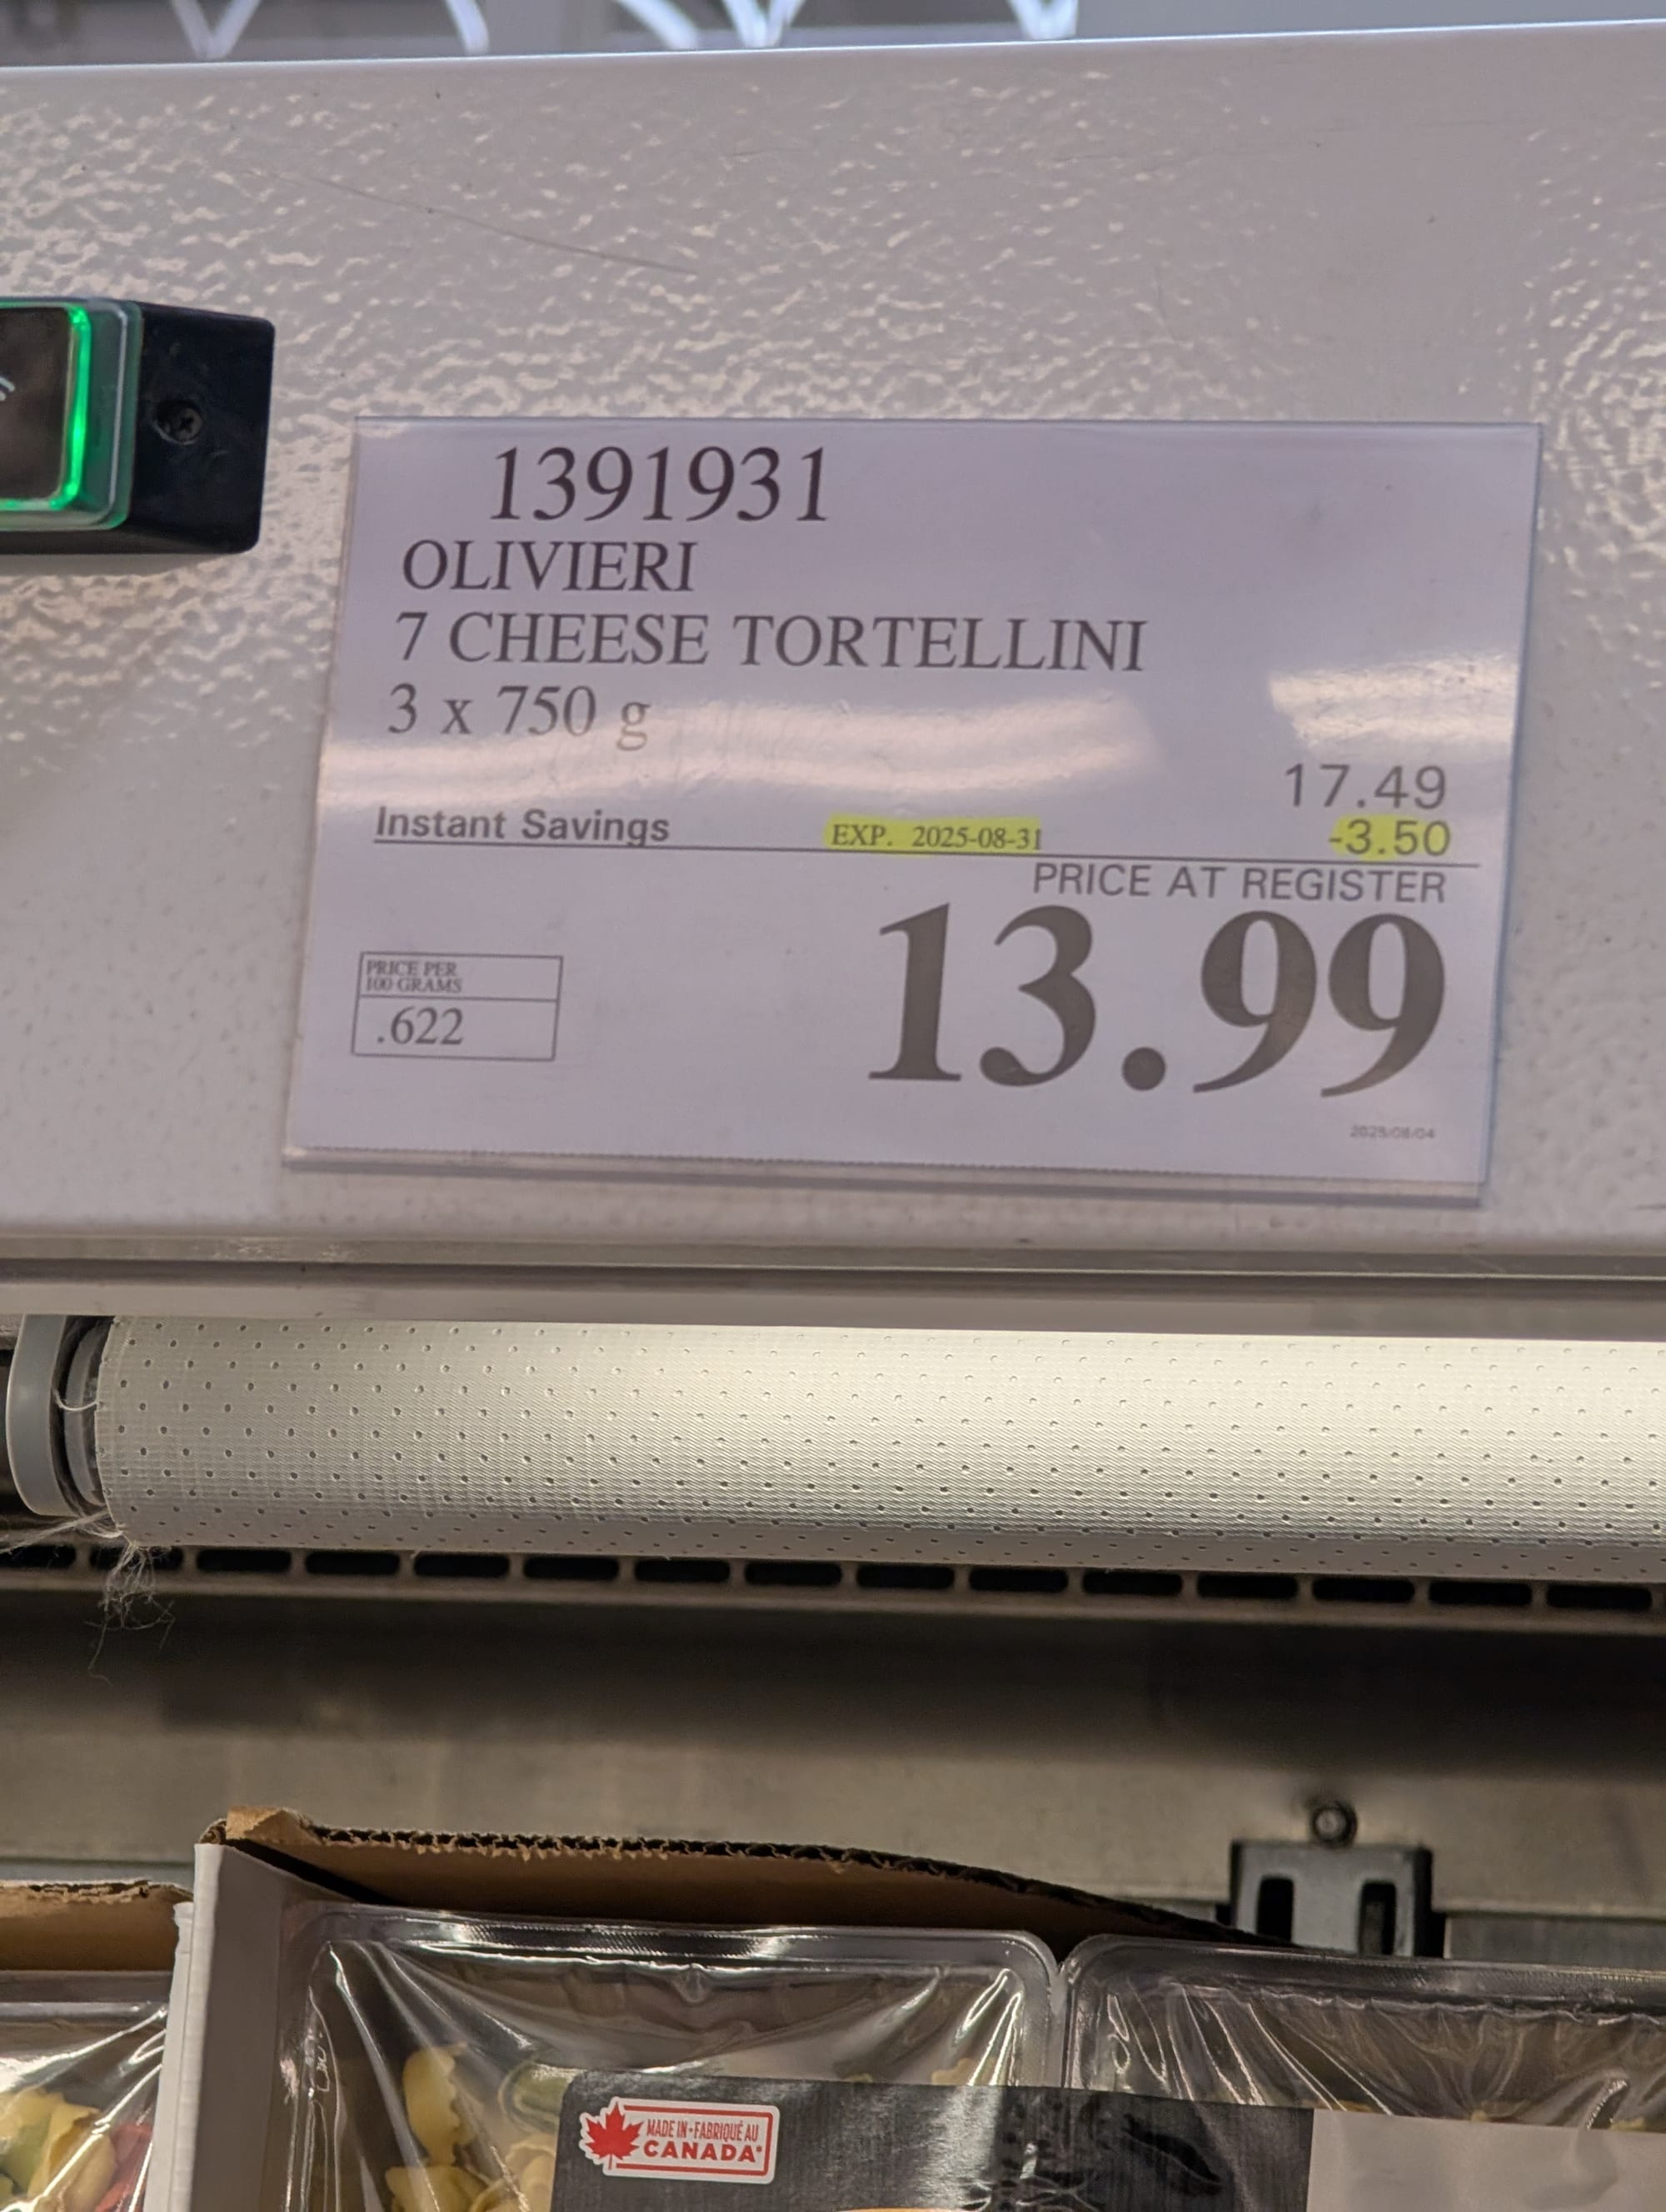 1391931
OLIVIERI
7 CHEESE TORTELLINI
3 x 750 g
17.49
Instant Savings EXP. 2025-08-31 -3.50
PRICE AT REGISTER
13.99
PRICE PER
100 GRAMS
.622
2025/08/04
MADE IN • FABRIQUÉ AU
CANADA